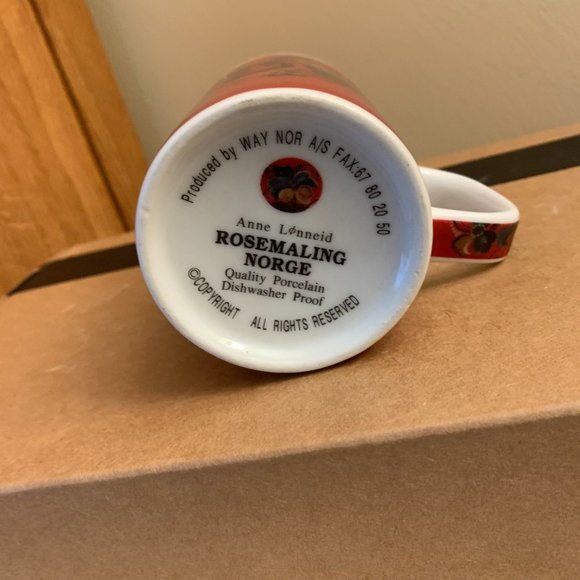 Produced by WAY NOR A/S FAX:67 80 20 50
Anne Lønneid
ROSEMALING
NORGE
Quality Porcelain
Dishwasher Proof
©COPYRIGHT ALL RIGHTS RESERVED